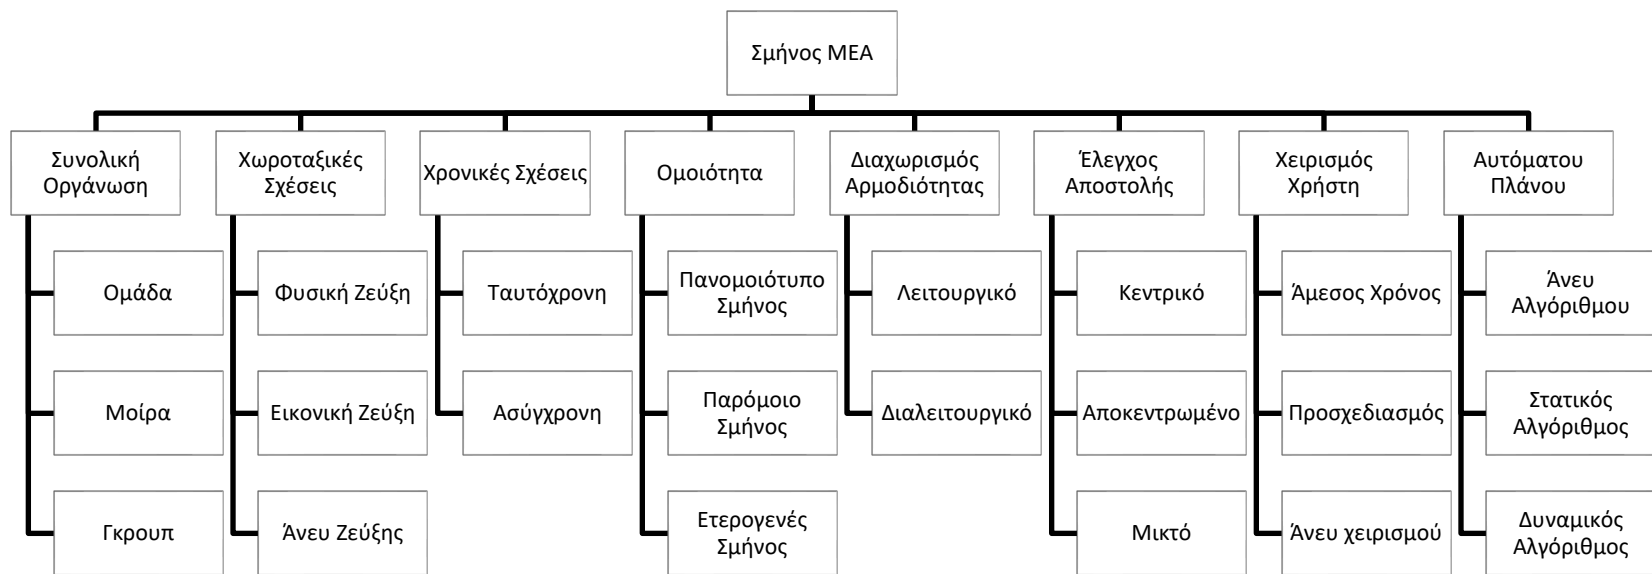 Σμήνος ΜΕΑ
Συνολική
Οργάνωση
Χωροταξικές
Σχέσεις
Χρονικές Σχέσεις
Ομοιότητα
Διαχωρισμός
Αρμοδιότητας
Έλεγχος
Αποστολής
Χειρισμός
Χρήστη
Αυτόματου
Πλάνου
Ομάδα
Φυσική Ζεύξη
Ταυτόχρονη
Πανομοιότυπο
Σμήνος
Λειτουργικό
Κεντρικό
Άμεσος Χρόνος
Άνευ
Αλγόριθμου
Μοίρα
Εικονική Ζεύξη
Ασύγχρονη
Παρόμοιο
Σμήνος
Διαλειτουργικό
Αποκεντρωμένο
Προσχεδιασμός
Στατικός
Αλγόριθμος
Γκρουπ
Άνευ Ζεύξης
Ετερογενές
Σμήνος
Μικτό
Άνευ χειρισμού
Δυναμικός
Αλγόριθμος